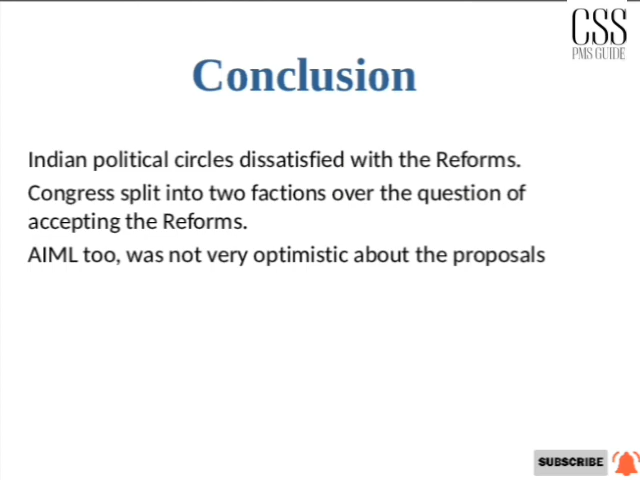 CSS
PMS GUIDE
Conclusion
Indian political circles dissatisfied with the Reforms.
Congress split into two factions over the question of
accepting the Reforms.
AIML too, was not very optimistic about the proposals
SUBSCRIBE